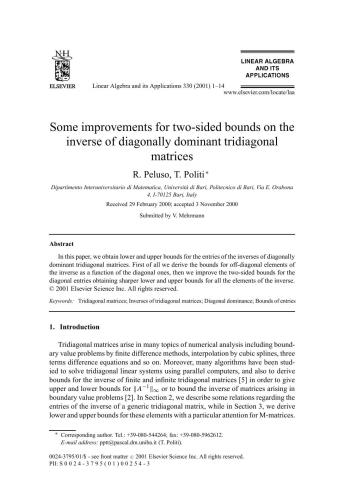 NH
ELSEVIER
LINEAR ALGEBRA
AND ITS
APPLICATIONS
Linear Algebra and its Applications 330 (2001) 1–14
www.elsevier.com/locate/laa
Some improvements for two-sided bounds on the
inverse of diagonally dominant tridiagonal
matrices
R. Peluso, T. Politi *
Dipartimento Interuniversitario di Matematica, Università di Bari, Politecnico di Bari, Via E. Orabona
4, I-70125 Bari, Italy
Received 29 February 2000; accepted 3 November 2000
Submitted by V. Mehrmann
Abstract
In this paper, we obtain lower and upper bounds for the entries of the inverses of diagonally
dominant tridiagonal matrices. First of all we derive the bounds for off-diagonal elements of
the inverse as a function of the diagonal ones, then we improve the two-sided bounds for the
diagonal entries obtaining sharper lower and upper bounds for all the elements of the inverse.
© 2001 Elsevier Science Inc. All rights reserved.
Keywords: Tridiagonal matrices; Inverses of tridiagonal matrices; Diagonal dominance; Bounds of entries
1. Introduction
Tridiagonal matrices arise in many topics of numerical analysis including bound-
ary value problems by finite difference methods, interpolation by cubic splines, three
terms difference equations and so on. Moreover, many algorithms have been stud-
ied to solve tridiagonal linear systems using parallel computers, and also to derive
bounds for the inverse of finite and infinite tridiagonal matrices [5] in order to give
upper and lower bounds for ‖A⁻¹‖∞ or to bound the inverse of matrices arising in
boundary value problems [2]. In Section 2, we describe some relations regarding the
entries of the inverse of a generic tridiagonal matrix, while in Section 3, we derive
lower and upper bounds for these elements with a particular attention for M-matrices.
* Corresponding author. Tel.: +39-080-544264; fax: +39-080-5962612.
E-mail address: pptt@pascal.dm.uniba.it (T. Politi).
0024-3795/01/$ - see front matter © 2001 Elsevier Science Inc. All rights reserved.
PII: S 0 0 2 4 - 3 7 9 5 ( 0 1 ) 0 0 2 5 4 - 3